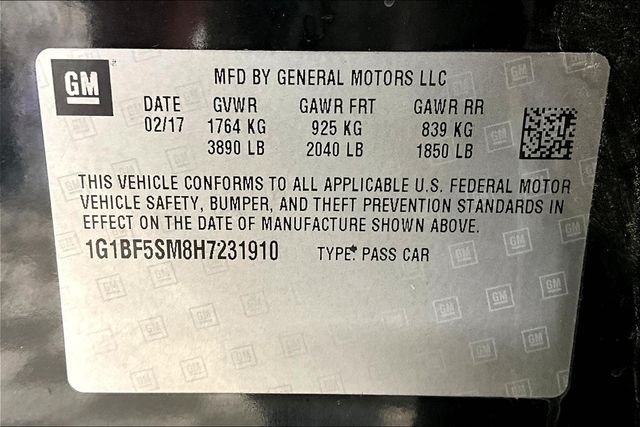 GM
MFD BY GENERAL MOTORS LLC
DATE GVWR GAWR FRT GAWR RR
02/17 1764 KG 925 KG 839 KG
3890 LB 2040 LB 1850 LB
THIS VEHICLE CONFORMS TO ALL APPLICABLE U.S. FEDERAL MOTOR
VEHICLE SAFETY, BUMPER, AND THEFT PREVENTION STANDARDS IN
EFFECT ON THE DATE OF MANUFACTURE SHOWN ABOVE.
1G1BF5SM8H7231910 TYPE: PASS CAR